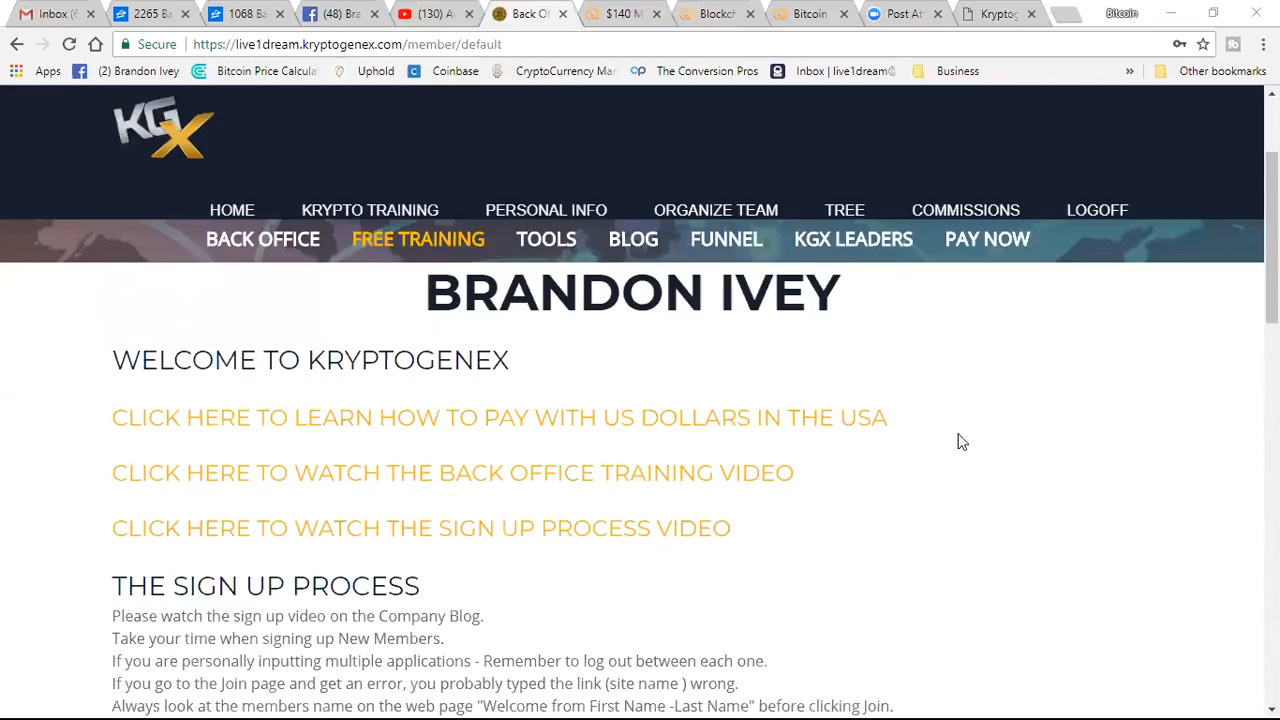 Inbox (6
2265 Ba
1068 Ba
(48) Bra
(130) A
Back Of
$140 M
Blockch
Bitcoin
Post Att
Kryptog
Bitcoin
Secure https://live1dream.kryptogenex.com/member/default
Apps (2) Brandon Ivey Bitcoin Price Calcula Uphold Coinbase CryptoCurrency Mar The Conversion Pros Inbox | live1dream@ Business » Other bookmarks
KGX
HOME KRYPTO TRAINING PERSONAL INFO ORGANIZE TEAM TREE COMMISSIONS LOGOFF
BACK OFFICE FREE TRAINING TOOLS BLOG FUNNEL KGX LEADERS PAY NOW
BRANDON IVEY
WELCOME TO KRYPTOGENEX
CLICK HERE TO LEARN HOW TO PAY WITH US DOLLARS IN THE USA
CLICK HERE TO WATCH THE BACK OFFICE TRAINING VIDEO
CLICK HERE TO WATCH THE SIGN UP PROCESS VIDEO
THE SIGN UP PROCESS
Please watch the sign up video on the Company Blog.
Take your time when signing up New Members.
If you are personally inputting multiple applications - Remember to log out between each one.
If you go to the Join page and get an error, you probably typed the link (site name ) wrong.
Always look at the members name on the web page "Welcome from First Name -Last Name" before clicking Join.